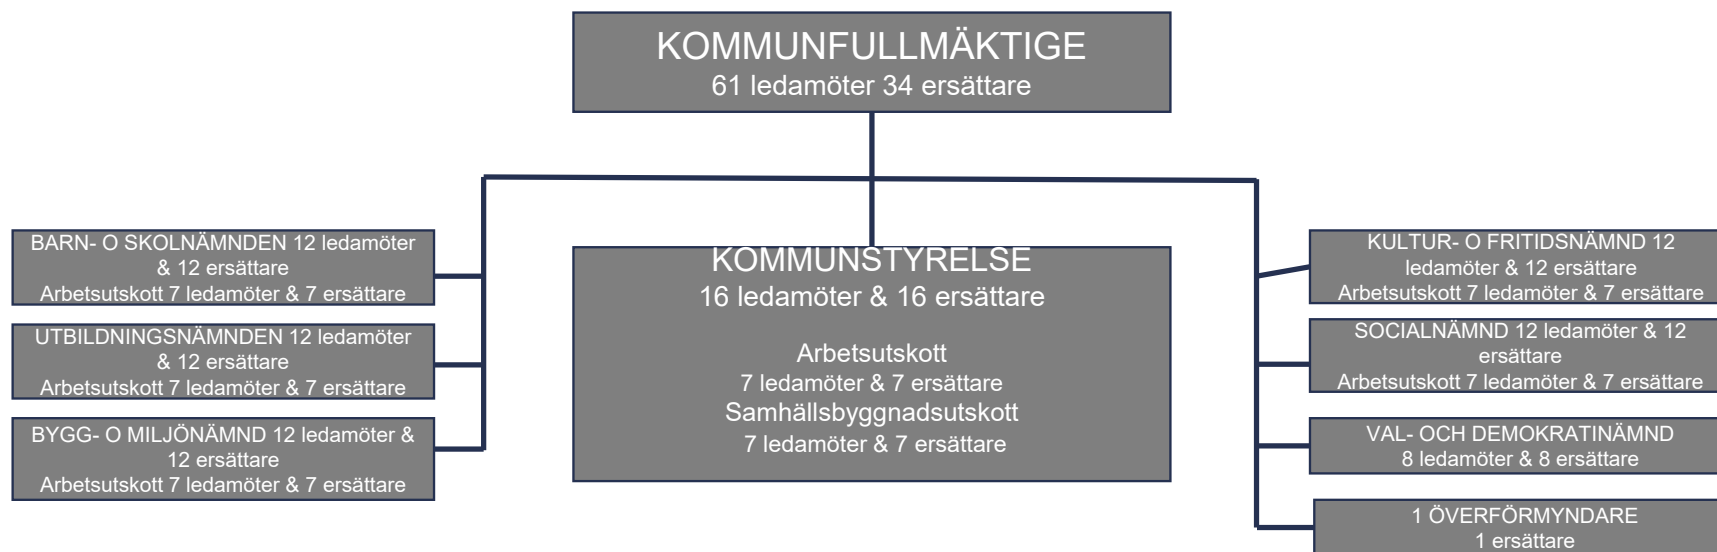 KOMMUNFULLMÄKTIGE
61 ledamöter 34 ersättare
BARN- O SKOLNÄMNDEN 12 ledamöter
& 12 ersättare
Arbetsutskott 7 ledamöter & 7 ersättare
UTBILDNINGSNÄMNDEN 12 ledamöter
& 12 ersättare
Arbetsutskott 7 ledamöter & 7 ersättare
BYGG- O MILJÖNÄMND 12 ledamöter &
12 ersättare
Arbetsutskott 7 ledamöter & 7 ersättare
KOMMUNSTYRELSE
16 ledamöter & 16 ersättare
Arbetsutskott
7 ledamöter & 7 ersättare
Samhällsbyggnadsutskott
7 ledamöter & 7 ersättare
KULTUR- O FRITIDSNÄMND 12
ledamöter & 12 ersättare
Arbetsutskott 7 ledamöter & 7 ersättare
SOCIALNÄMND 12 ledamöter & 12
ersättare
Arbetsutskott 7 ledamöter & 7 ersättare
VAL- OCH DEMOKRATINÄMND
8 ledamöter & 8 ersättare
1 ÖVERFÖRMYNDARE
1 ersättare